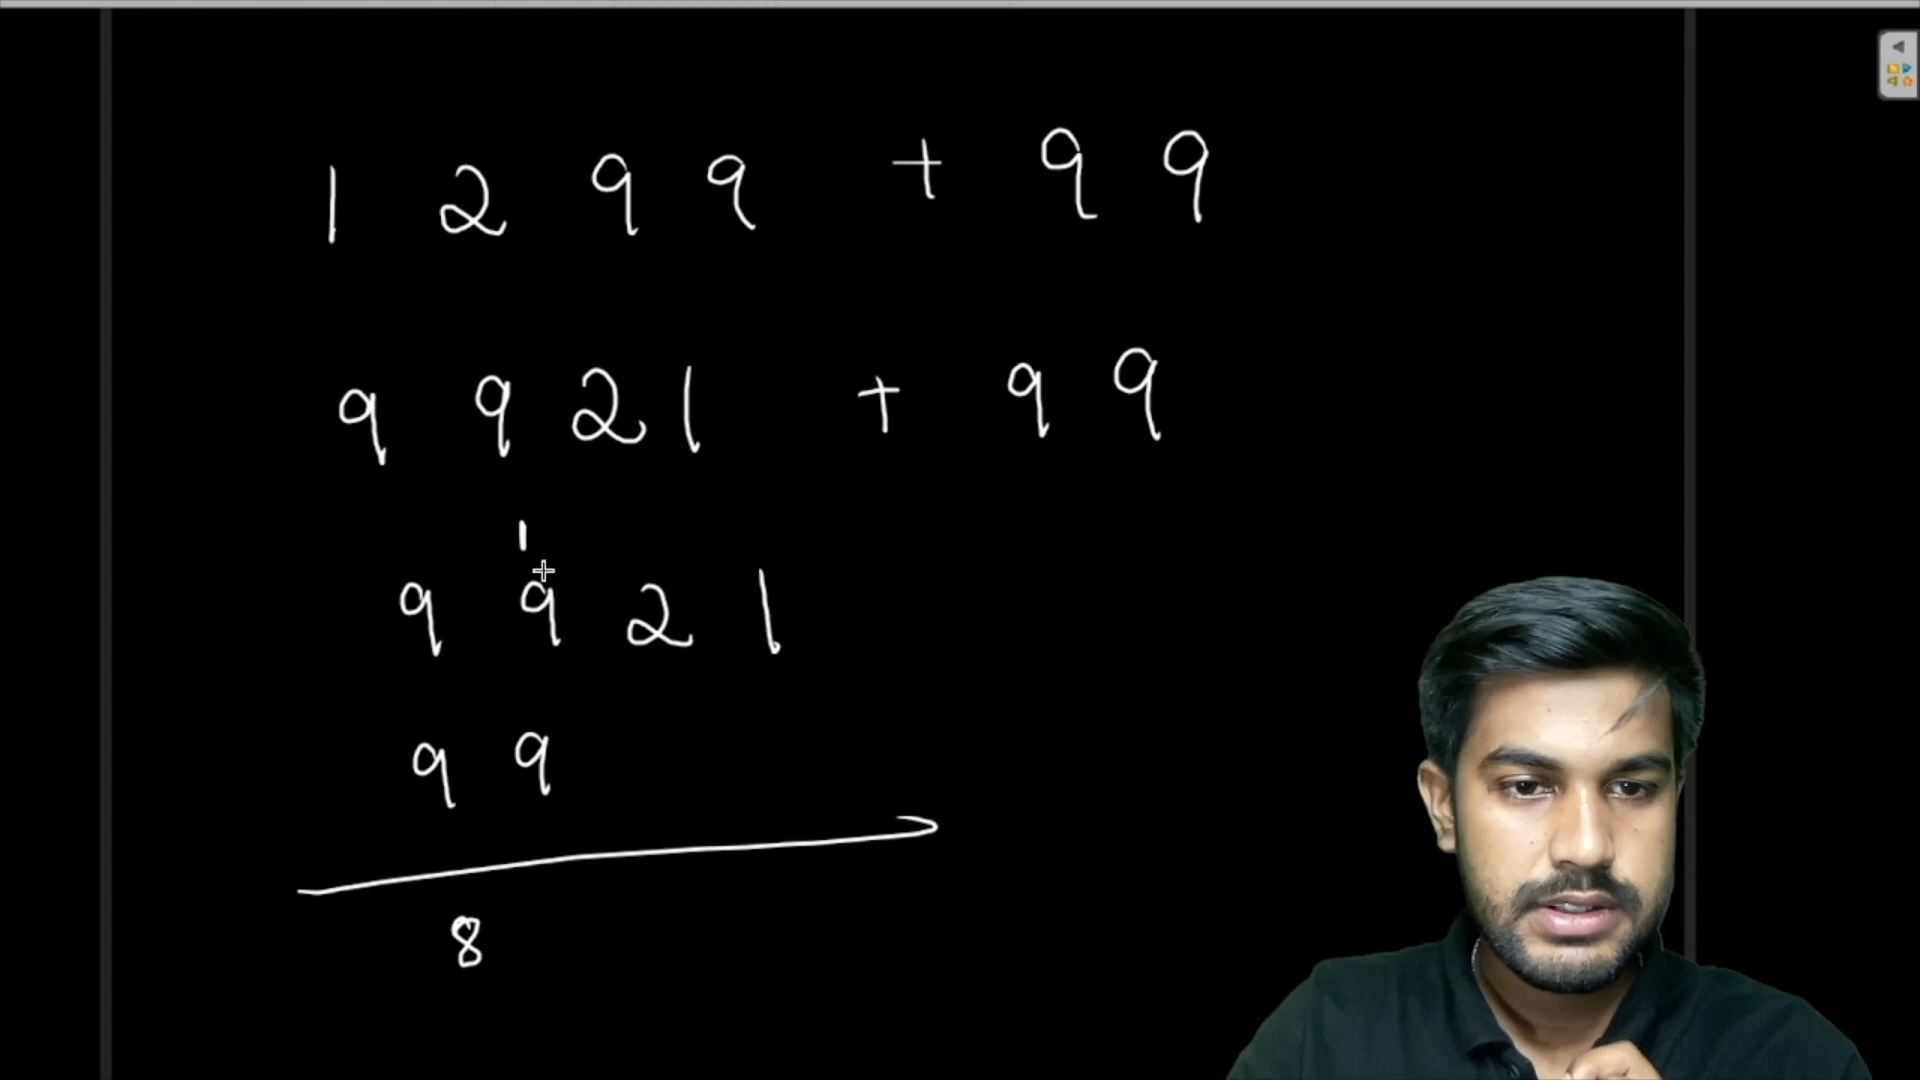 1 2 9 9 + 9 9
9 9 2 1 + 9 9
1
9 9 2 1
9 9
8